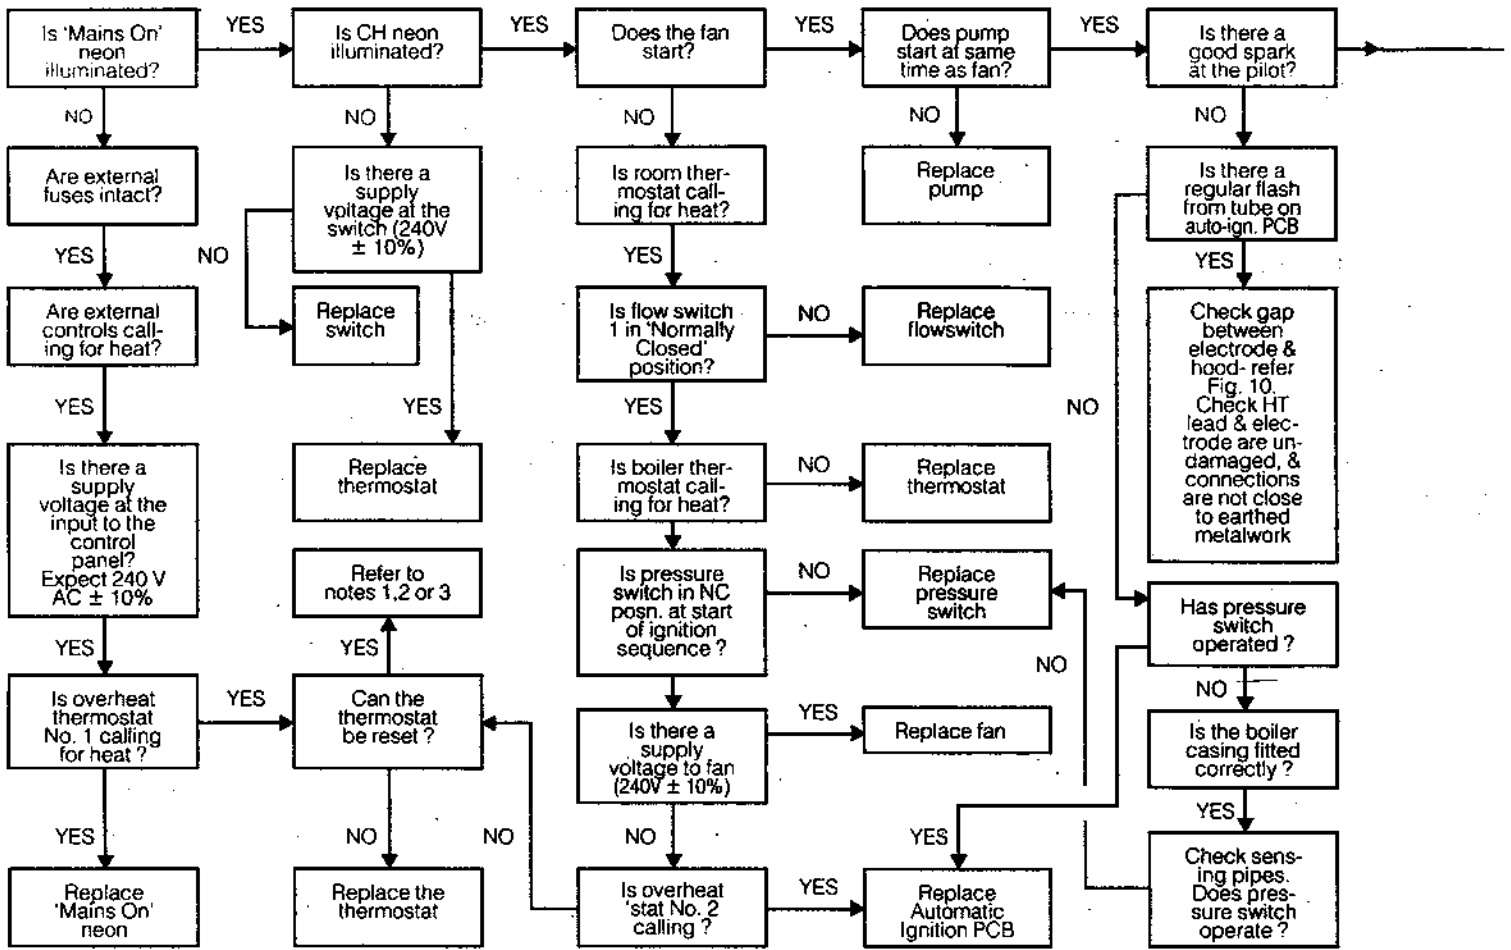 Is ‘Mains On’
neon
illuminated?
YES
Is CH neon
illuminated?
YES
Does the fan
start?
YES
Does pump
start at same
time as fan?
YES
Is there a
good spark
at the pilot?
NO
NO
NO
NO
NO
Are external
fuses intact?
Is there a
supply
voltage at the
switch (240V
± 10%)
Is room ther-
mostat call-
ing for heat?
Replace
pump
Is there a
regular flash
from tube on
auto-ign. PCB
YES
NO
YES
YES
Are external
controls call-
ing for heat?
Replace
switch
Is flow switch
1 in ‘Normally
Closed’
position?
NO
Replace
flowswitch
Check gap
between
electrode &
hood- refer
Fig. 10.
Check HT
lead & elec-
trode are un-
damaged, &
connections
are not close
to earthed
metalwork
YES
YES
YES
NO
Is there a
supply
voltage at the
input to the
control
panel?
Expect 240 V
AC ± 10%
Replace
thermostat
Is boiler ther-
mostat call-
ing for heat?
NO
Replace
thermostat
Refer to
notes 1,2 or 3
Is pressure
switch in NC
posn. at start
of ignition
sequence ?
NO
Replace
pressure
switch
Has pressure
switch
operated ?
YES
YES
NO
NO
Is overheat
thermostat
No. 1 calling
for heat ?
YES
Can the
thermostat
be reset ?
Is there a
supply
voltage to fan
(240V ± 10%)
YES
Replace fan
Is the boiler
casing fitted
correctly ?
YES
NO
NO
NO
YES
YES
Replace
‘Mains On’
neon
Replace the
thermostat
Is overheat
‘stat No. 2
calling ?
YES
Replace
Automatic
Ignition PCB
Check sens-
ing pipes.
Does pres-
sure switch
operate ?